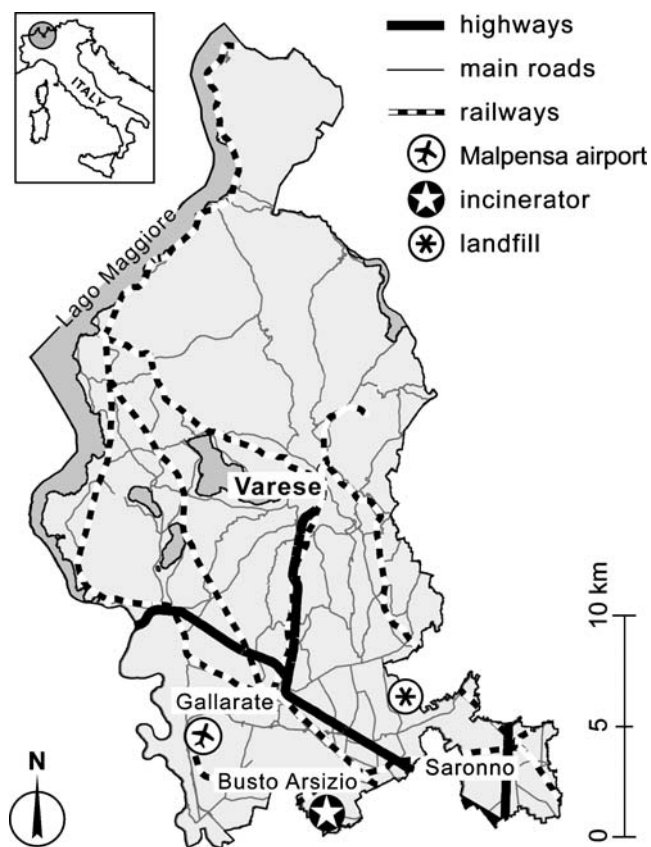 ITALY
highways
main roads
railways
Malpensa airport
incinerator
landfill
Lago Maggiore
Varese
10 km
5
0
Gallarate
Busto Arsizio
Saronno
N